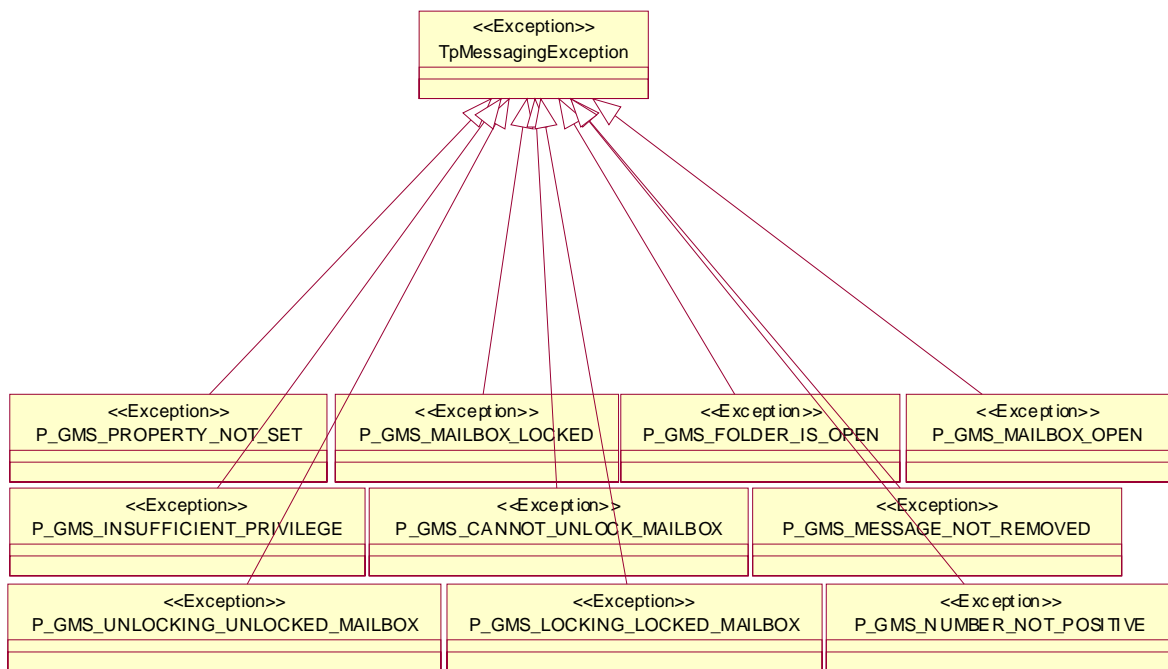 <<Exception>>
TpMessagingException
<<Exception>>
P_GMS_PROPERTY_NOT_SET
<<Exception>>
P_GMS_MAILBOX_LOCKED
<<Exception>>
P_GMS_FOLDER_IS_OPEN
<<Exception>>
P_GMS_MAILBOX_OPEN
<<Exception>>
P_GMS_INSUFFICIENT_PRIVILEGE
<<Exception>>
P_GMS_CANNOT_UNLOCK_MAILBOX
<<Exception>>
P_GMS_MESSAGE_NOT_REMOVED
<<Exception>>
P_GMS_UNLOCKING_UNLOCKED_MAILBOX
<<Exception>>
P_GMS_LOCKING_LOCKED_MAILBOX
<<Exception>>
P_GMS_NUMBER_NOT_POSITIVE